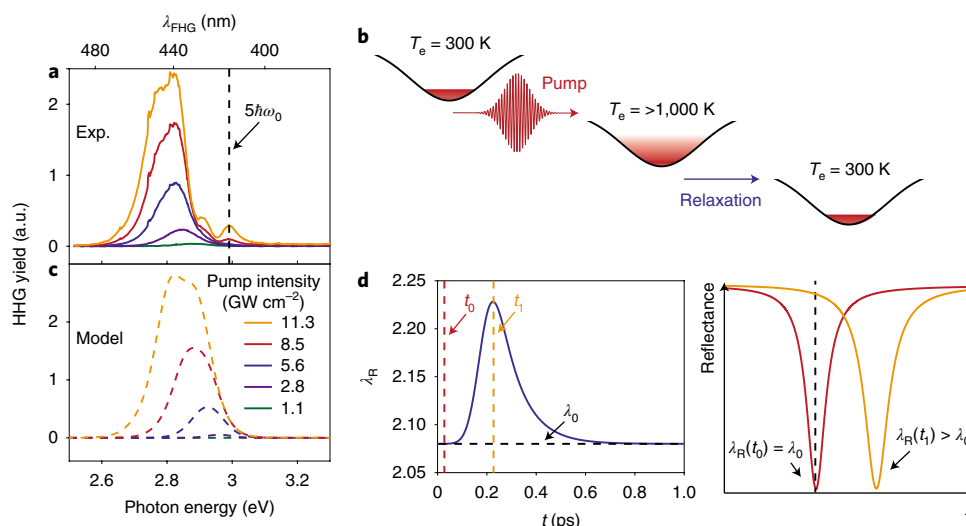 λFHG (nm)
480 440 400
a
Exp.
5ħω0
2
1
0
HHG yield (a.u.)
c
Model
Pump intensity
(GW cm−2)
11.3
8.5
5.6
2.8
1.1
2
1
0
2.6 2.8 3.0 3.2
Photon energy (eV)
b
Te = 300 K
Pump
Te = >1,000 K
Relaxation
Te = 300 K
d
2.25
2.20
2.15
2.10
2.05
λR
t0
t1
λ0
0 0.2 0.4 0.6 0.8 1.0
t (ps)
Reflectance
λR(t0) = λ0
λR(t1) > λ0